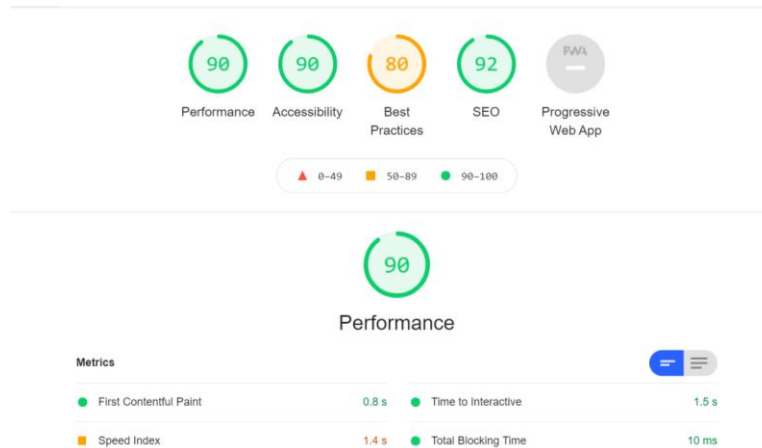 90 90 80 92 PWA
Performance Accessibility Best Practices SEO Progressive Web App
0–49 50–89 90–100
90
Performance
Metrics
First Contentful Paint 0.8 s Time to Interactive 1.5 s
Speed Index 1.4 s Total Blocking Time 10 ms